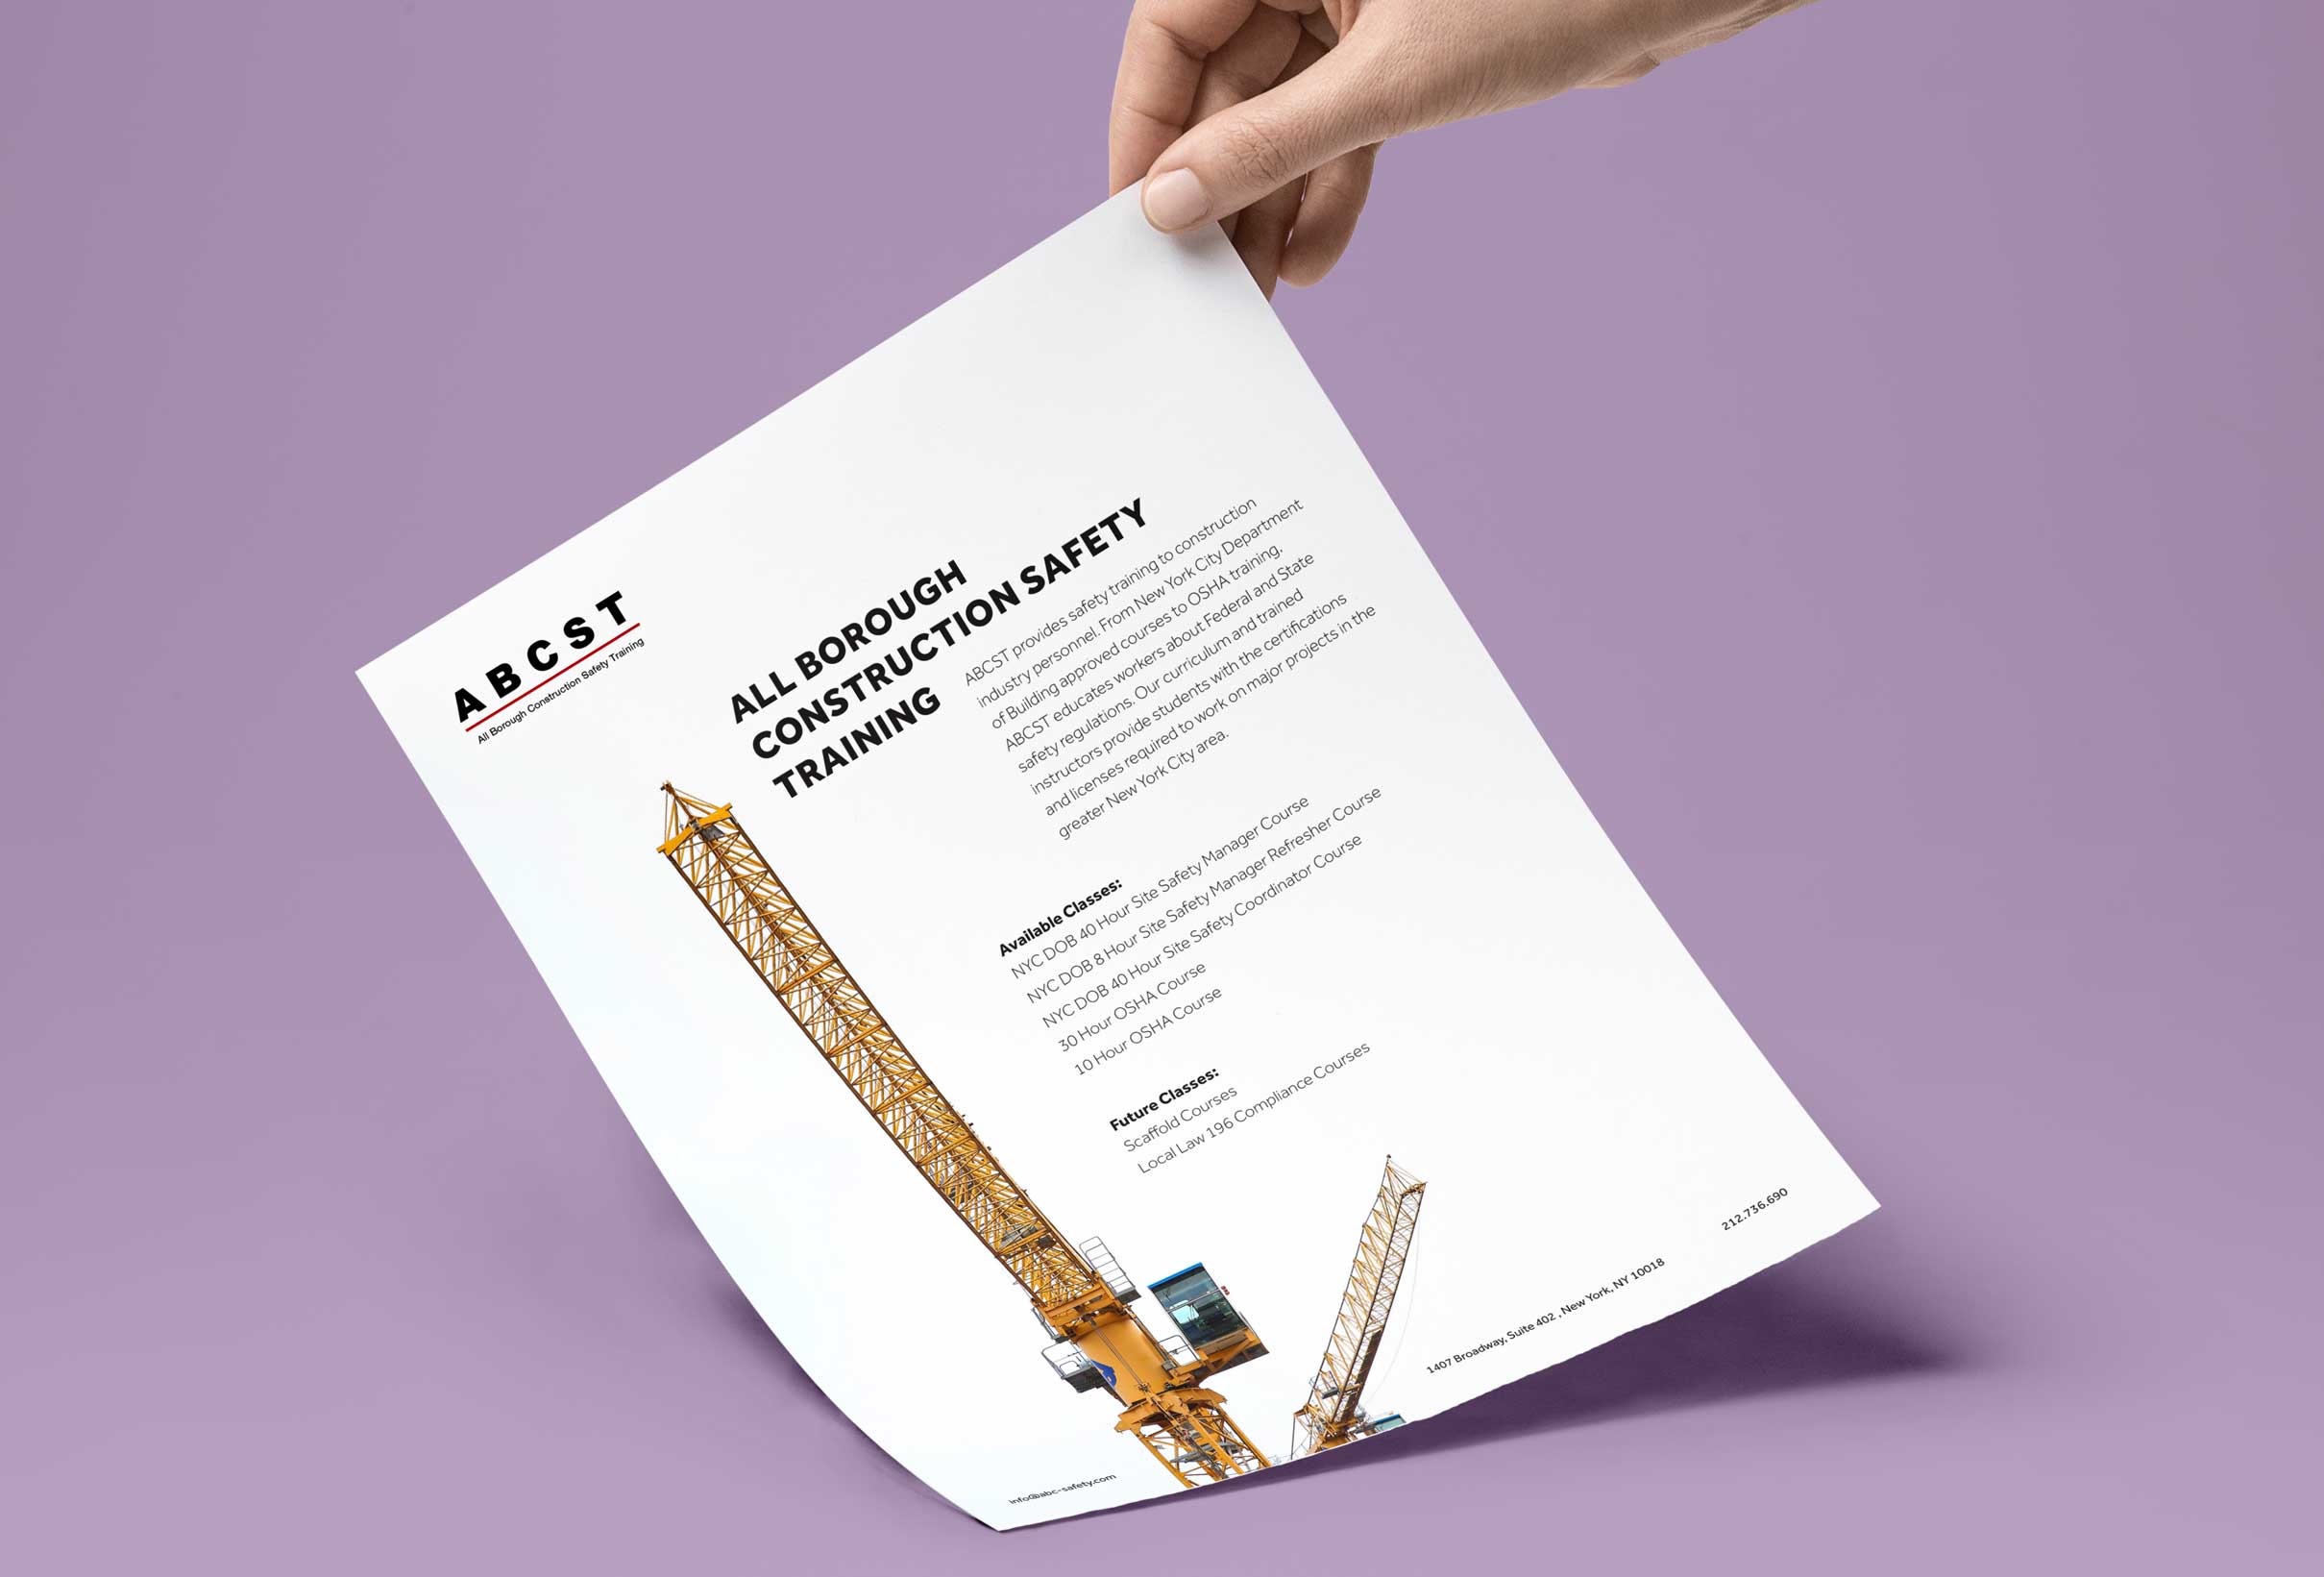 A B C S T
All Borough Construction Safety Training
ALL BOROUGH
CONSTRUCTION SAFETY
TRAINING
ABCST provides safety training to construction
industry personnel. From New York City Department
of Building approved courses to OSHA training,
ABCST educates workers about Federal and State
safety regulations. Our curriculum and trained
instructors provide students with the certifications
and licenses required to work on major projects in the
greater New York City area.
Available Classes:
NYC DOB 40 Hour Site Safety Manager Course
NYC DOB 8 Hour Site Safety Manager Refresher Course
NYC DOB 40 Hour Site Safety Coordinator Course
30 Hour OSHA Course
10 Hour OSHA Course
Future Classes:
Scaffold Courses
Local Law 196 Compliance Courses
info@abc-safety.com
1407 Broadway, Suite 402 , New York, NY 10018
212.736.690